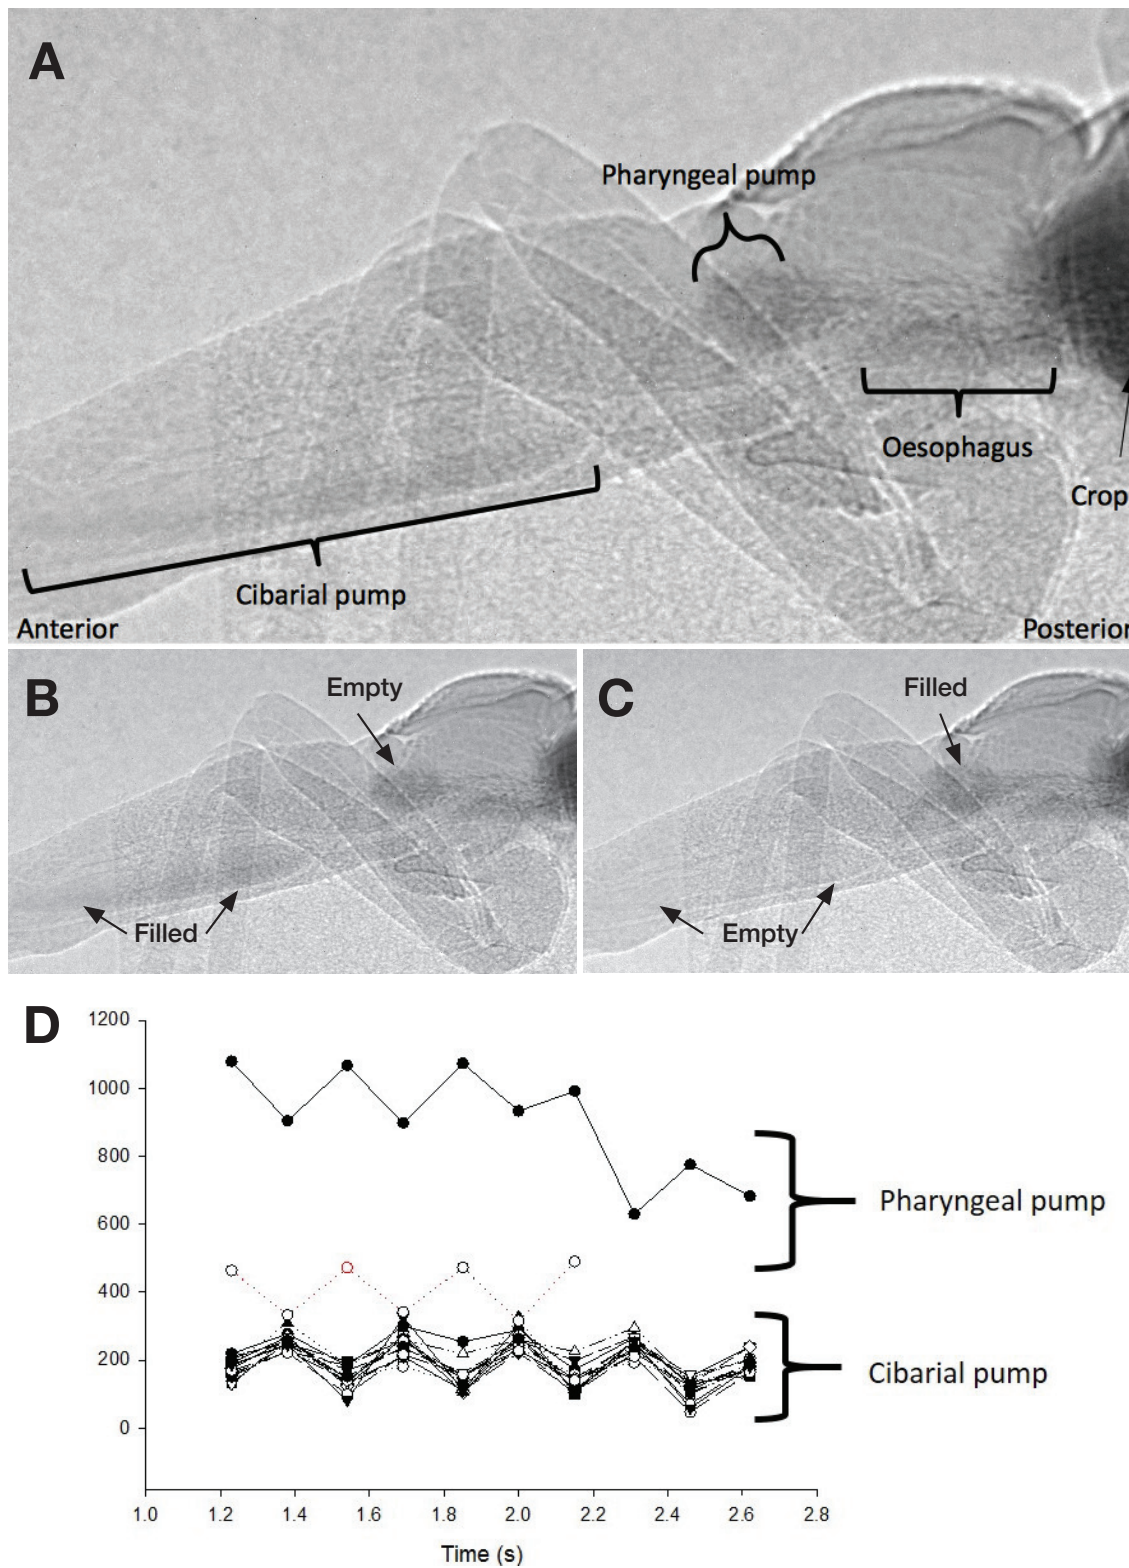 A
Pharyngeal pump
Oesophagus
Crop
Cibarial pump
Anterior
Posterior
B
Empty
Filled
C
Filled
Empty
D
1200
1000
800
600
400
200
0
Pharyngeal pump
Cibarial pump
1.0 1.2 1.4 1.6 1.8 2.0 2.2 2.4 2.6 2.8
Time (s)